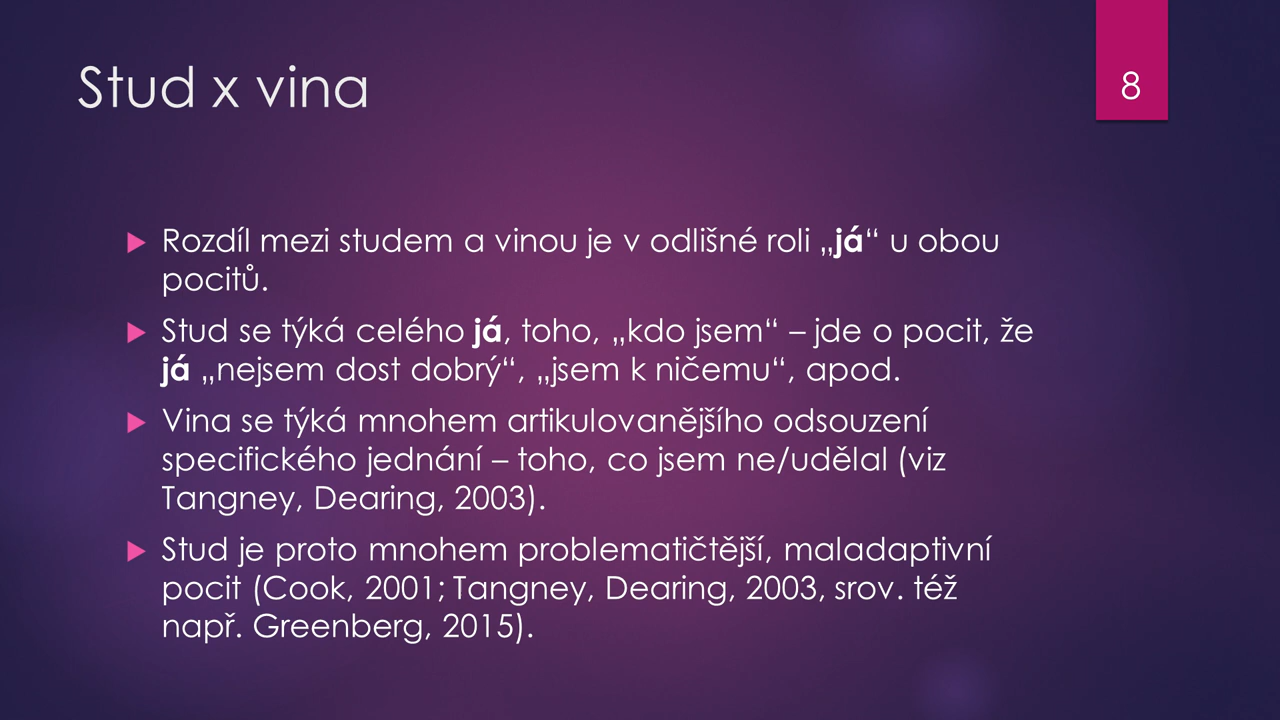 Stud x vina
8
Rozdíl mezi studem a vinou je v odlišné roli „já“ u obou
pocitů.
Stud se týká celého já, toho, „kdo jsem“ – jde o pocit, že
já „nejsem dost dobrý“, „jsem k ničemu“, apod.
Vina se týká mnohem artikulovanějšího odsouzení
specifického jednání – toho, co jsem ne/udělal (viz
Tangney, Dearing, 2003).
Stud je proto mnohem problematičtější, maladaptivní
pocit (Cook, 2001; Tangney, Dearing, 2003, srov. též
např. Greenberg, 2015).